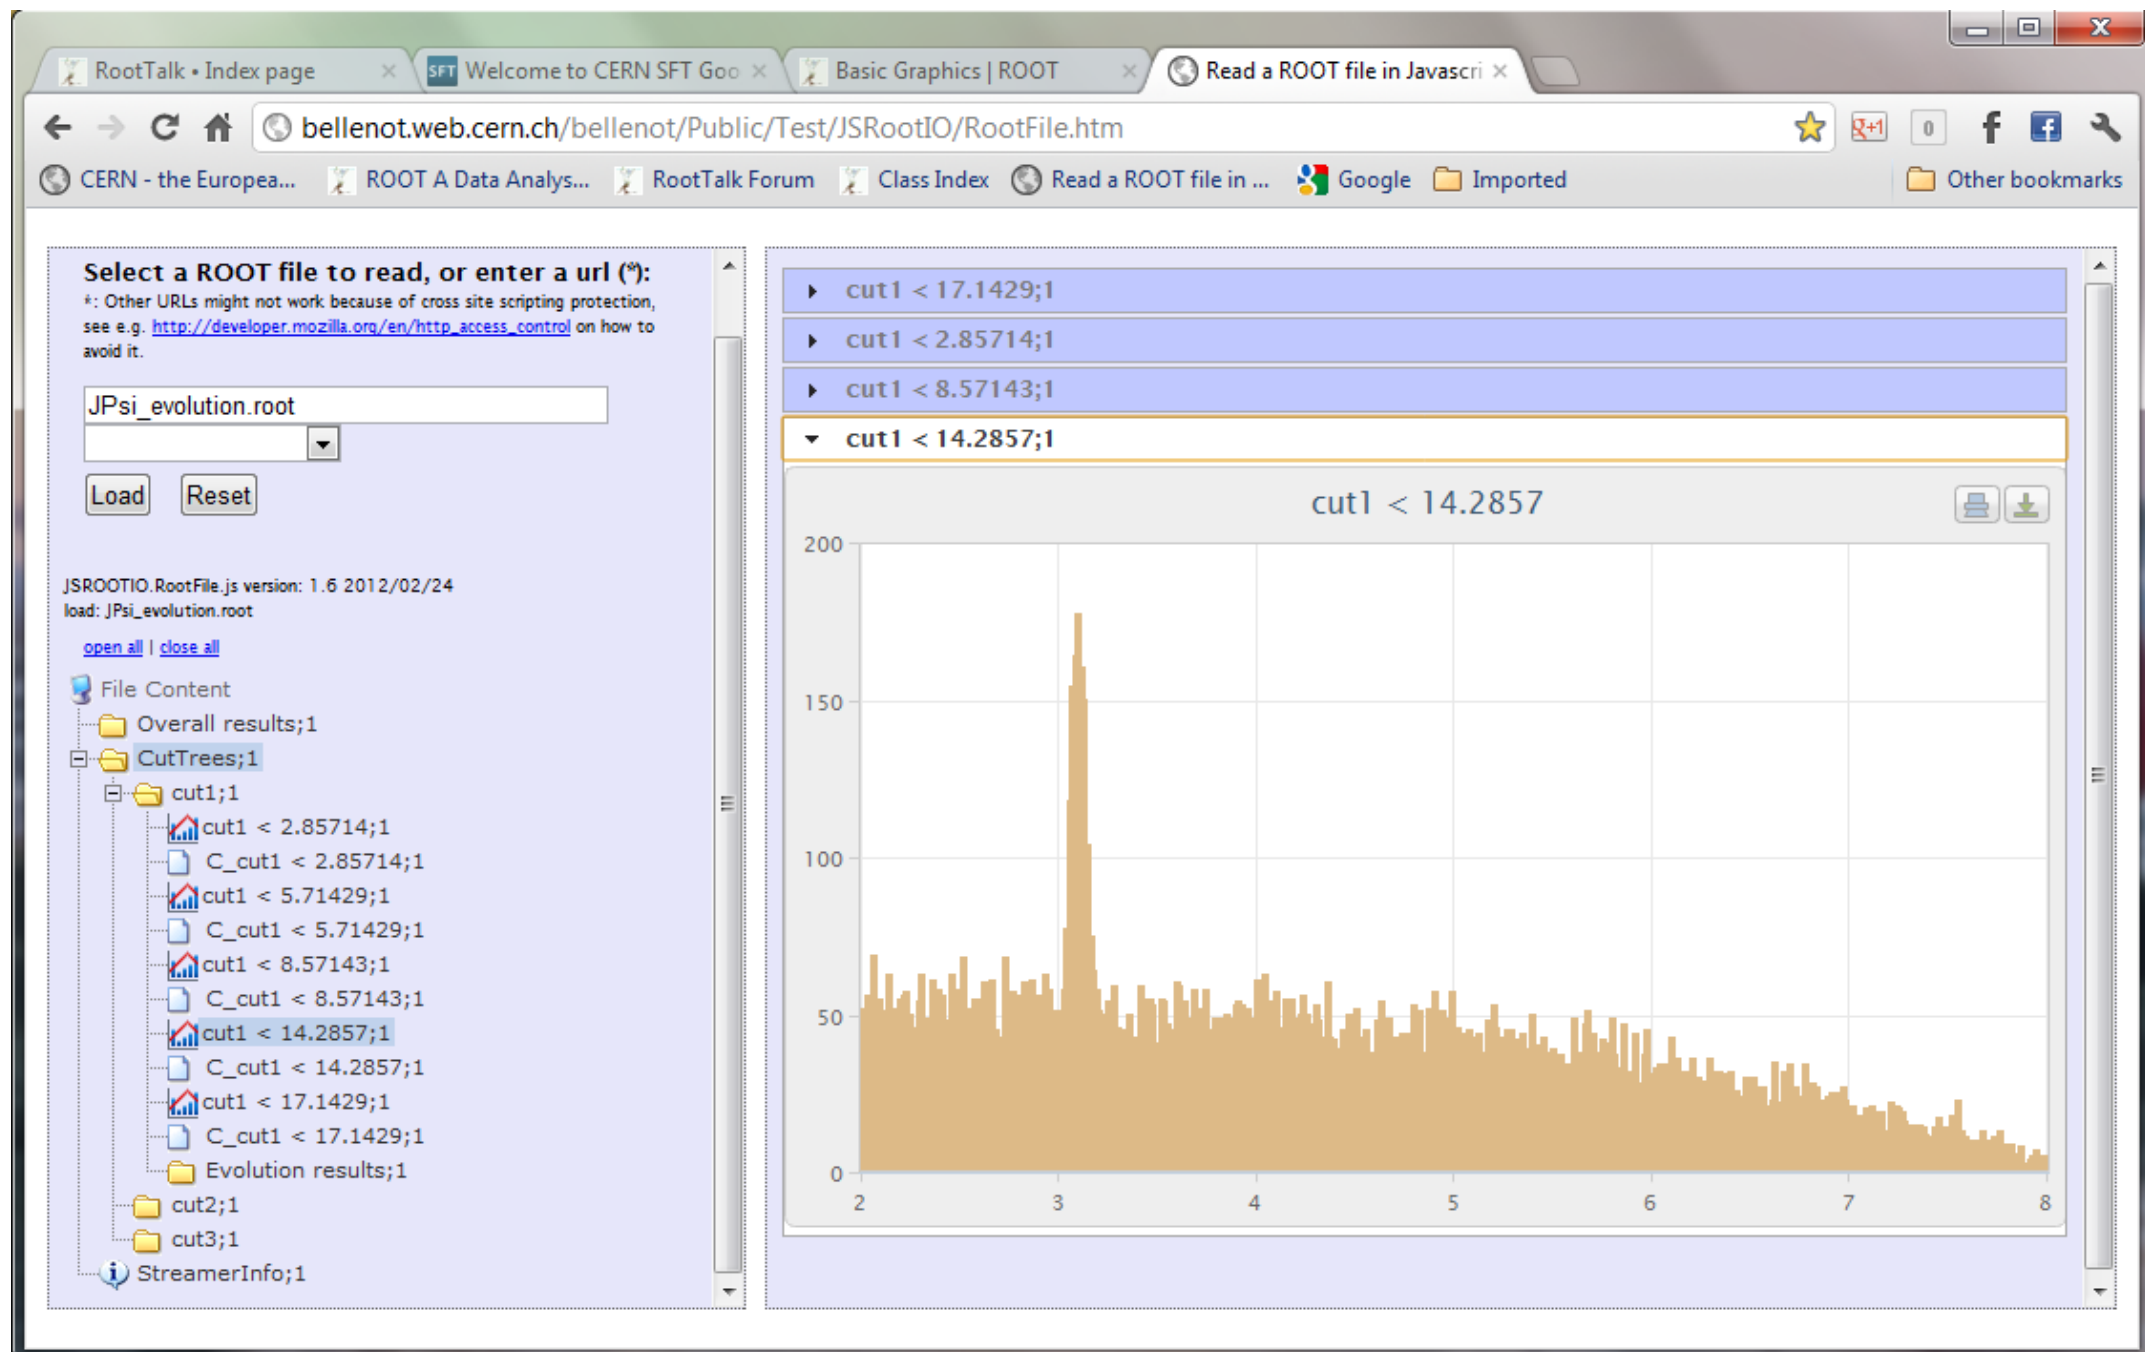 RootTalk • Index page
SFT Welcome to CERN SFT Goo
Basic Graphics | ROOT
Read a ROOT file in Javascri
bellenot.web.cern.ch/bellenot/Public/Test/JSRootIO/RootFile.htm
g+1 0 f f
CERN - the Europea... ROOT A Data Analys... RootTalk Forum Class Index Read a ROOT file in ... Google Imported Other bookmarks
Select a ROOT file to read, or enter a url (*):
*: Other URLs might not work because of cross site scripting protection,
see e.g. http://developer.mozilla.org/en/http_access_control on how to
avoid it.
JPsi_evolution.root
Load Reset
JSROOTIO.RootFile.js version: 1.6 2012/02/24
load: JPsi_evolution.root
open all | close all
File Content
Overall results;1
CutTrees;1
cut1;1
cut1 < 2.85714;1
C_cut1 < 2.85714;1
cut1 < 5.71429;1
C_cut1 < 5.71429;1
cut1 < 8.57143;1
C_cut1 < 8.57143;1
cut1 < 14.2857;1
C_cut1 < 14.2857;1
cut1 < 17.1429;1
C_cut1 < 17.1429;1
Evolution results;1
cut2;1
cut3;1
StreamerInfo;1
cut1 < 17.1429;1
cut1 < 2.85714;1
cut1 < 8.57143;1
cut1 < 14.2857;1
cut1 < 14.2857
200
150
100
50
0
2 3 4 5 6 7 8